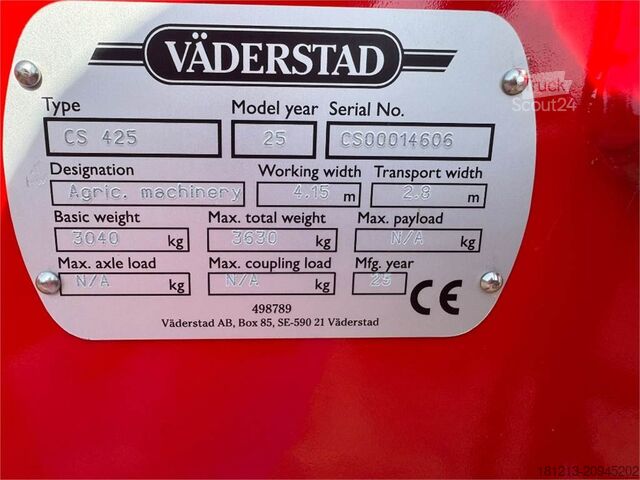 VÄDERSTAD
Type Model year Serial No.
CS 425 25 CS00014606
Designation Working width Transport width
Agric. machinery 4.15 m 2.8 m
Basic weight Max. total weight Max. payload
3040 kg 3630 kg N/A kg
Max. axle load Max. coupling load Mfg. year
N/A kg N/A kg 25 CE
498789
Väderstad AB, Box 85, SE-590 21 Väderstad
Truck
Scout24
181213-20945202